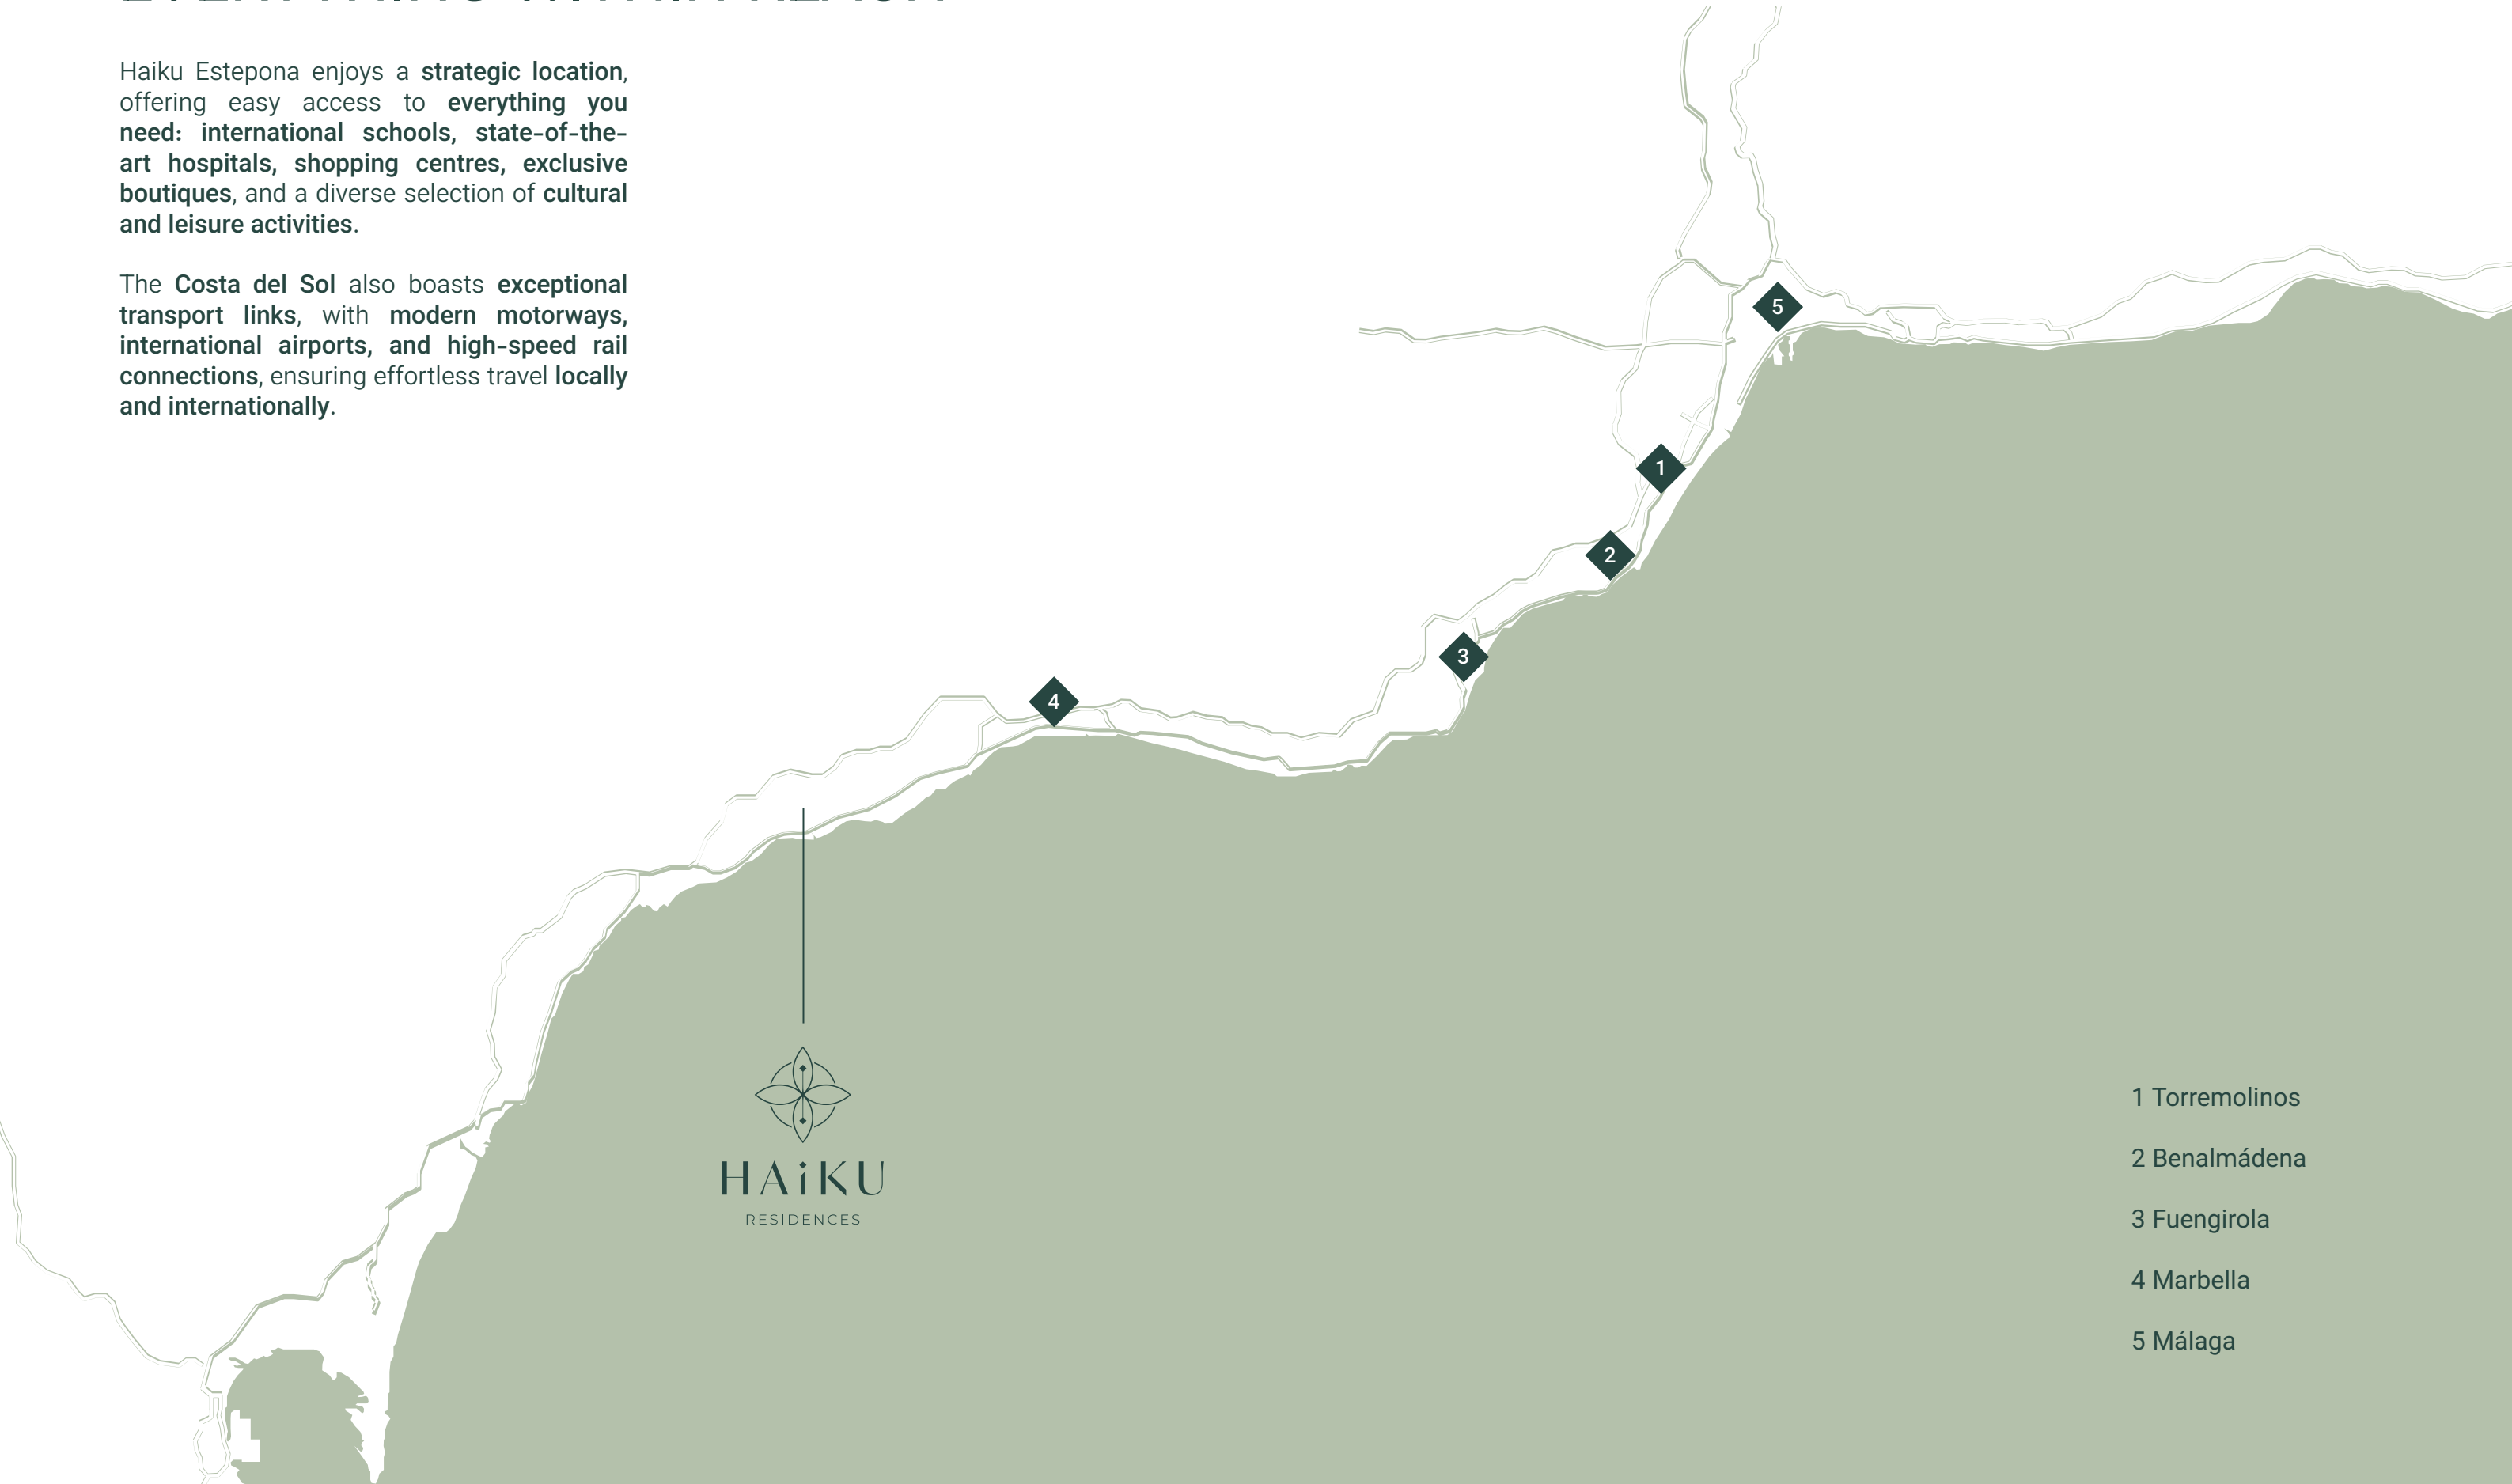 Haiku Estepona enjoys a strategic location,
offering easy access to everything you
need: international schools, state-of-the-
art hospitals, shopping centres, exclusive
boutiques, and a diverse selection of cultural
and leisure activities.
The Costa del Sol also boasts exceptional
transport links, with modern motorways,
international airports, and high-speed rail
connections, ensuring effortless travel locally
and internationally.
5
1
2
3
4
HAiKU
RESIDENCES
1 Torremolinos
2 Benalmádena
3 Fuengirola
4 Marbella
5 Málaga